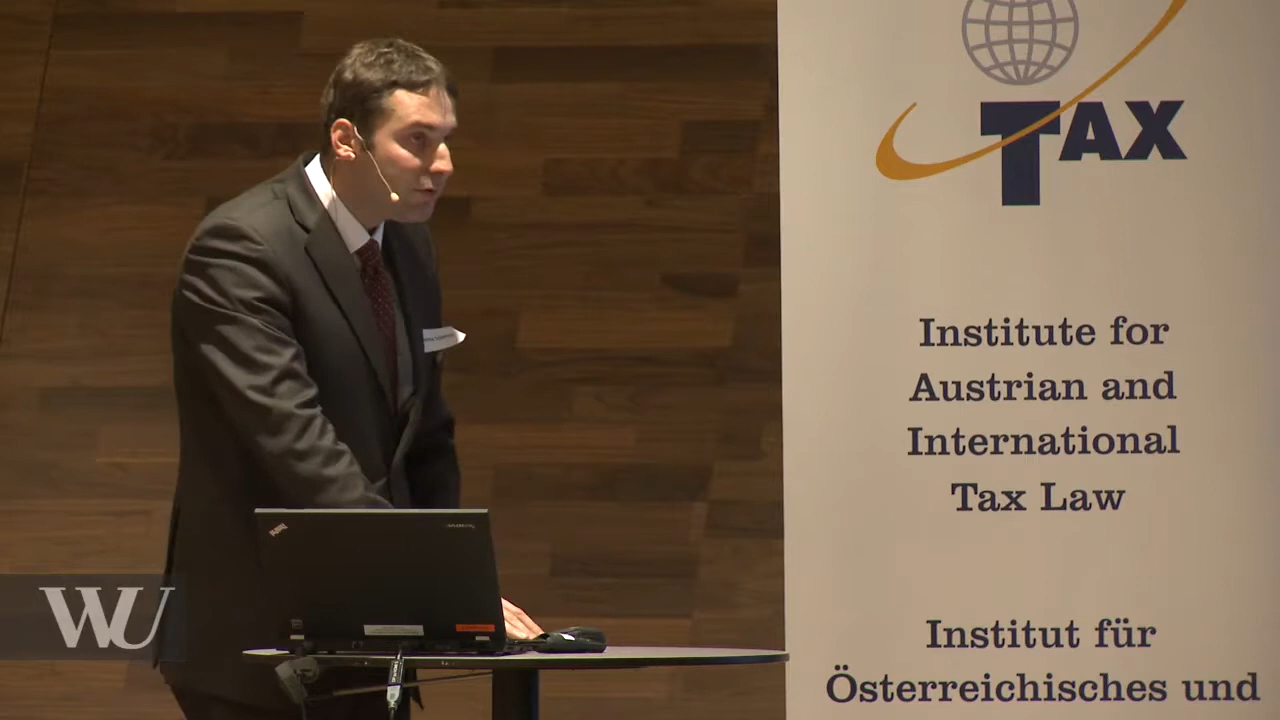 TAX
Institute for
Austrian and
International
Tax Law
Institut für
Österreichisches und
WU